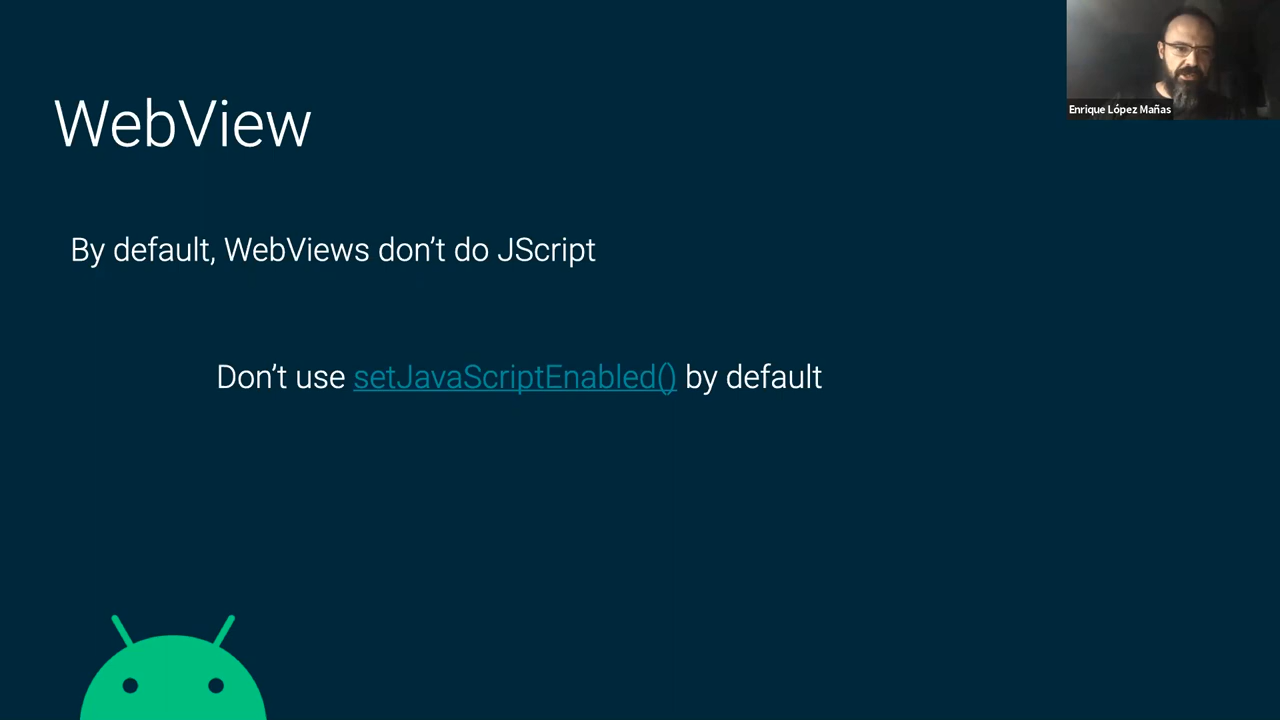 WebView
Enrique López Mañas
By default, WebViews don’t do JScript
Don’t use setJavaScriptEnabled() by default